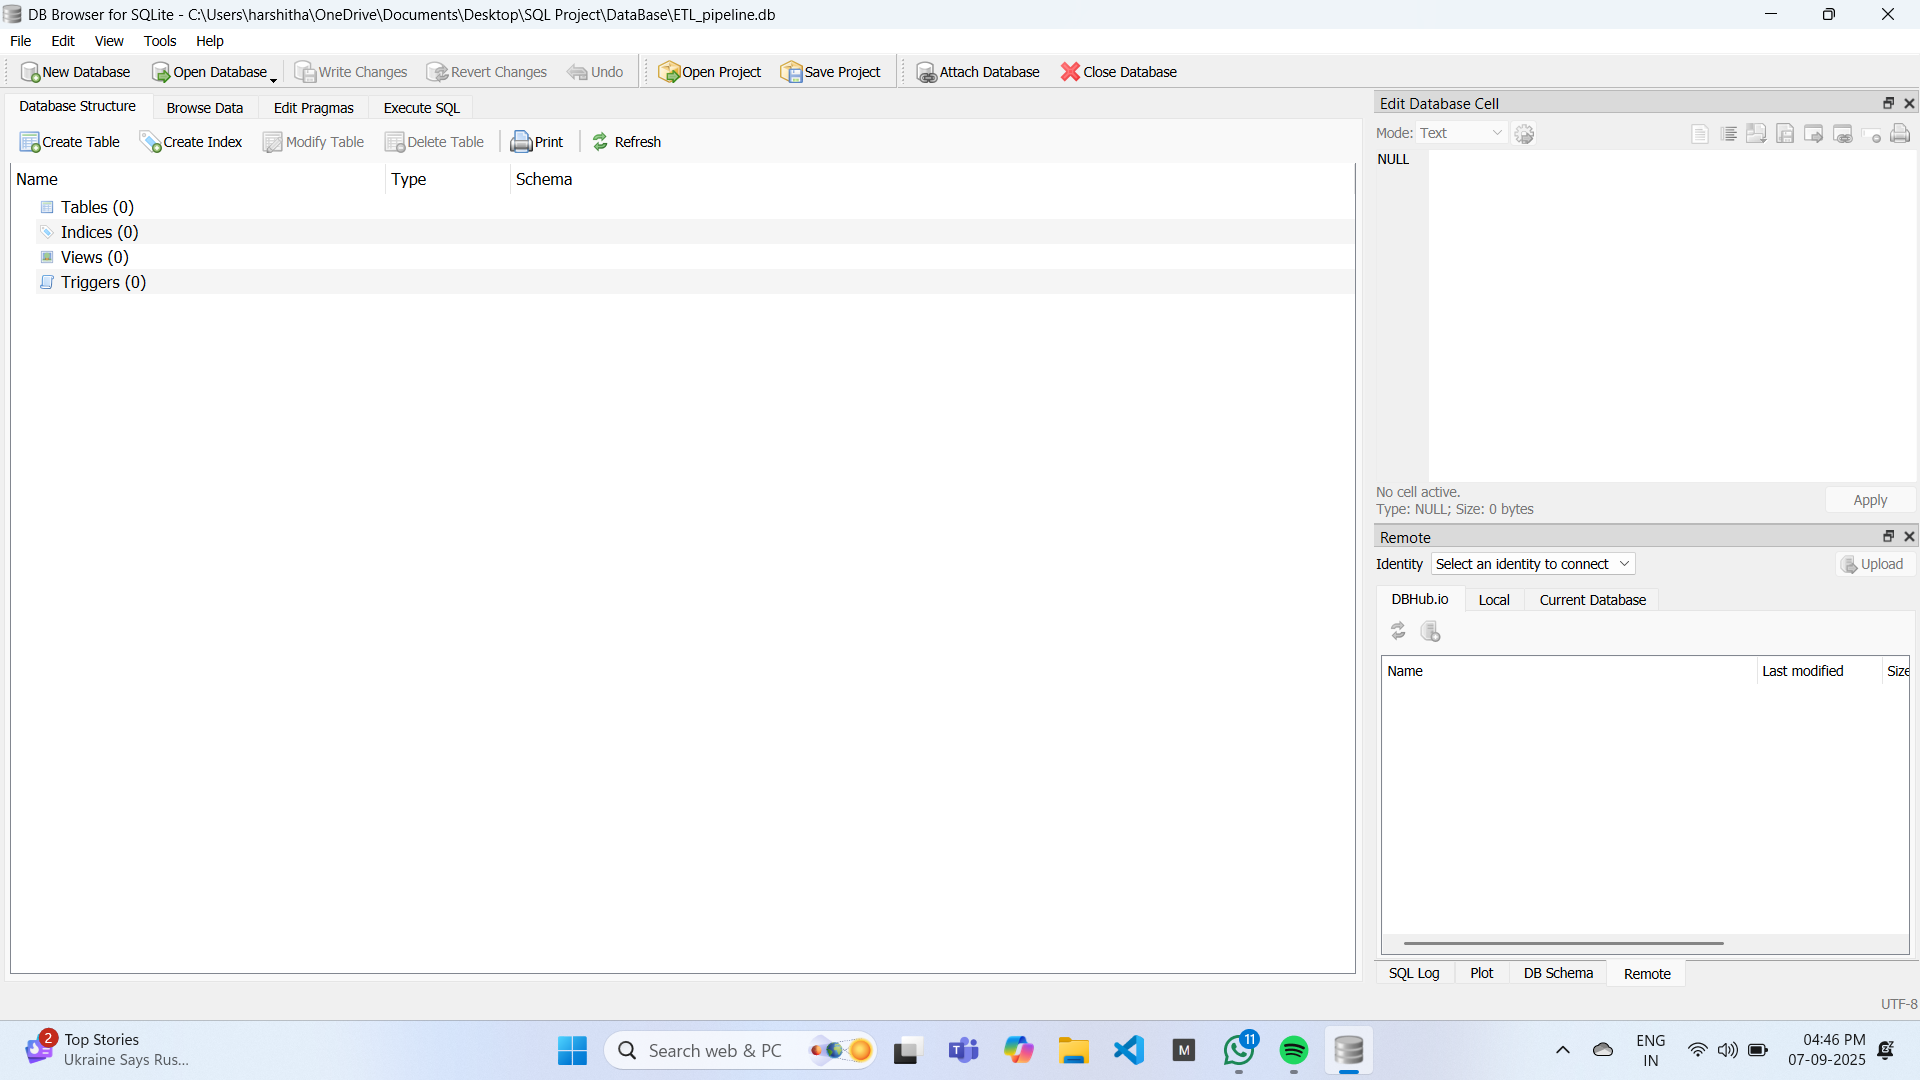 DB Browser for SQLite - C:\Users\harshitha\OneDrive\Documents\Desktop\SQL Project\DataBase\ETL_pipeline.db
File Edit View Tools Help
New Database Open Database Write Changes Revert Changes Undo Open Project Save Project Attach Database Close Database
Database Structure Browse Data Edit Pragmas Execute SQL
Create Table Create Index Modify Table Delete Table Print Refresh
Name Type Schema
Tables (0)
Indices (0)
Views (0)
Triggers (0)
Edit Database Cell
Mode: Text
NULL
No cell active.
Type: NULL; Size: 0 bytes
Apply
Remote
Identity Select an identity to connect Upload
DBHub.io Local Current Database
Name Last modified Size
SQL Log Plot DB Schema Remote
UTF-8
2
Top Stories
Ukraine Says Rus...
Search web & PC
M
11
ENG
IN
04:46 PM
07-09-2025